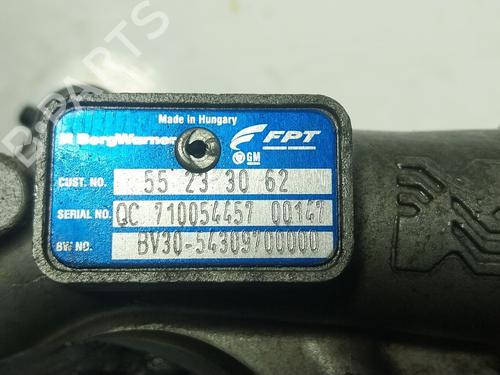 B-PARTS
Made in Hungary
BorgWarner
FPT
GM
CUST. NO. 55 23 30 62
SERIAL NO. QC 710054457 00147
BW NO. BV30-54309700000